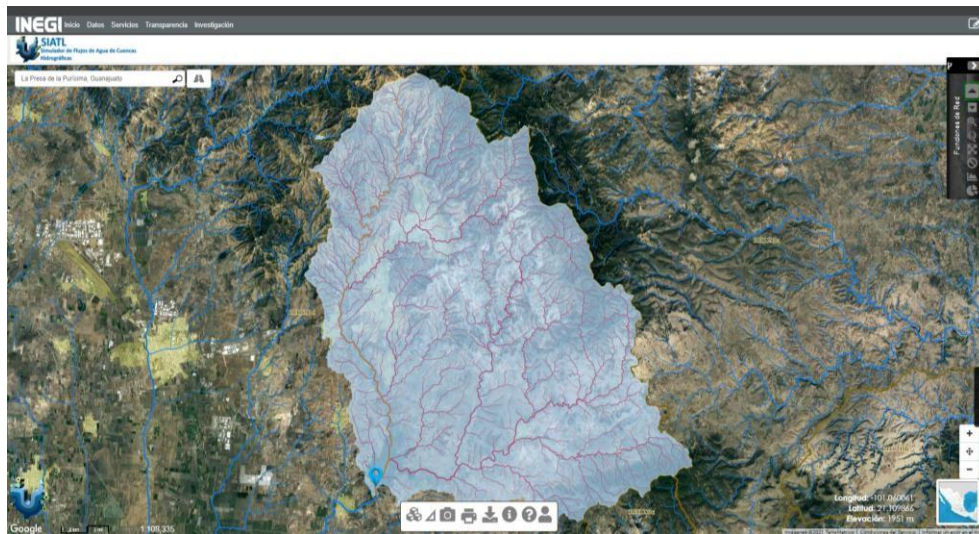 INEGI Inicio Datos Servicios Transparencia Investigación
SIATL
Simulador de Flujos de Agua de Cuencas
Hidrográficas
La Presa de la Purísima, Guanajuato
Funciones de Red
Longitud: -101.060061
Latitud: 21.109866
Elevación: 1951 m
Google
1:109,335